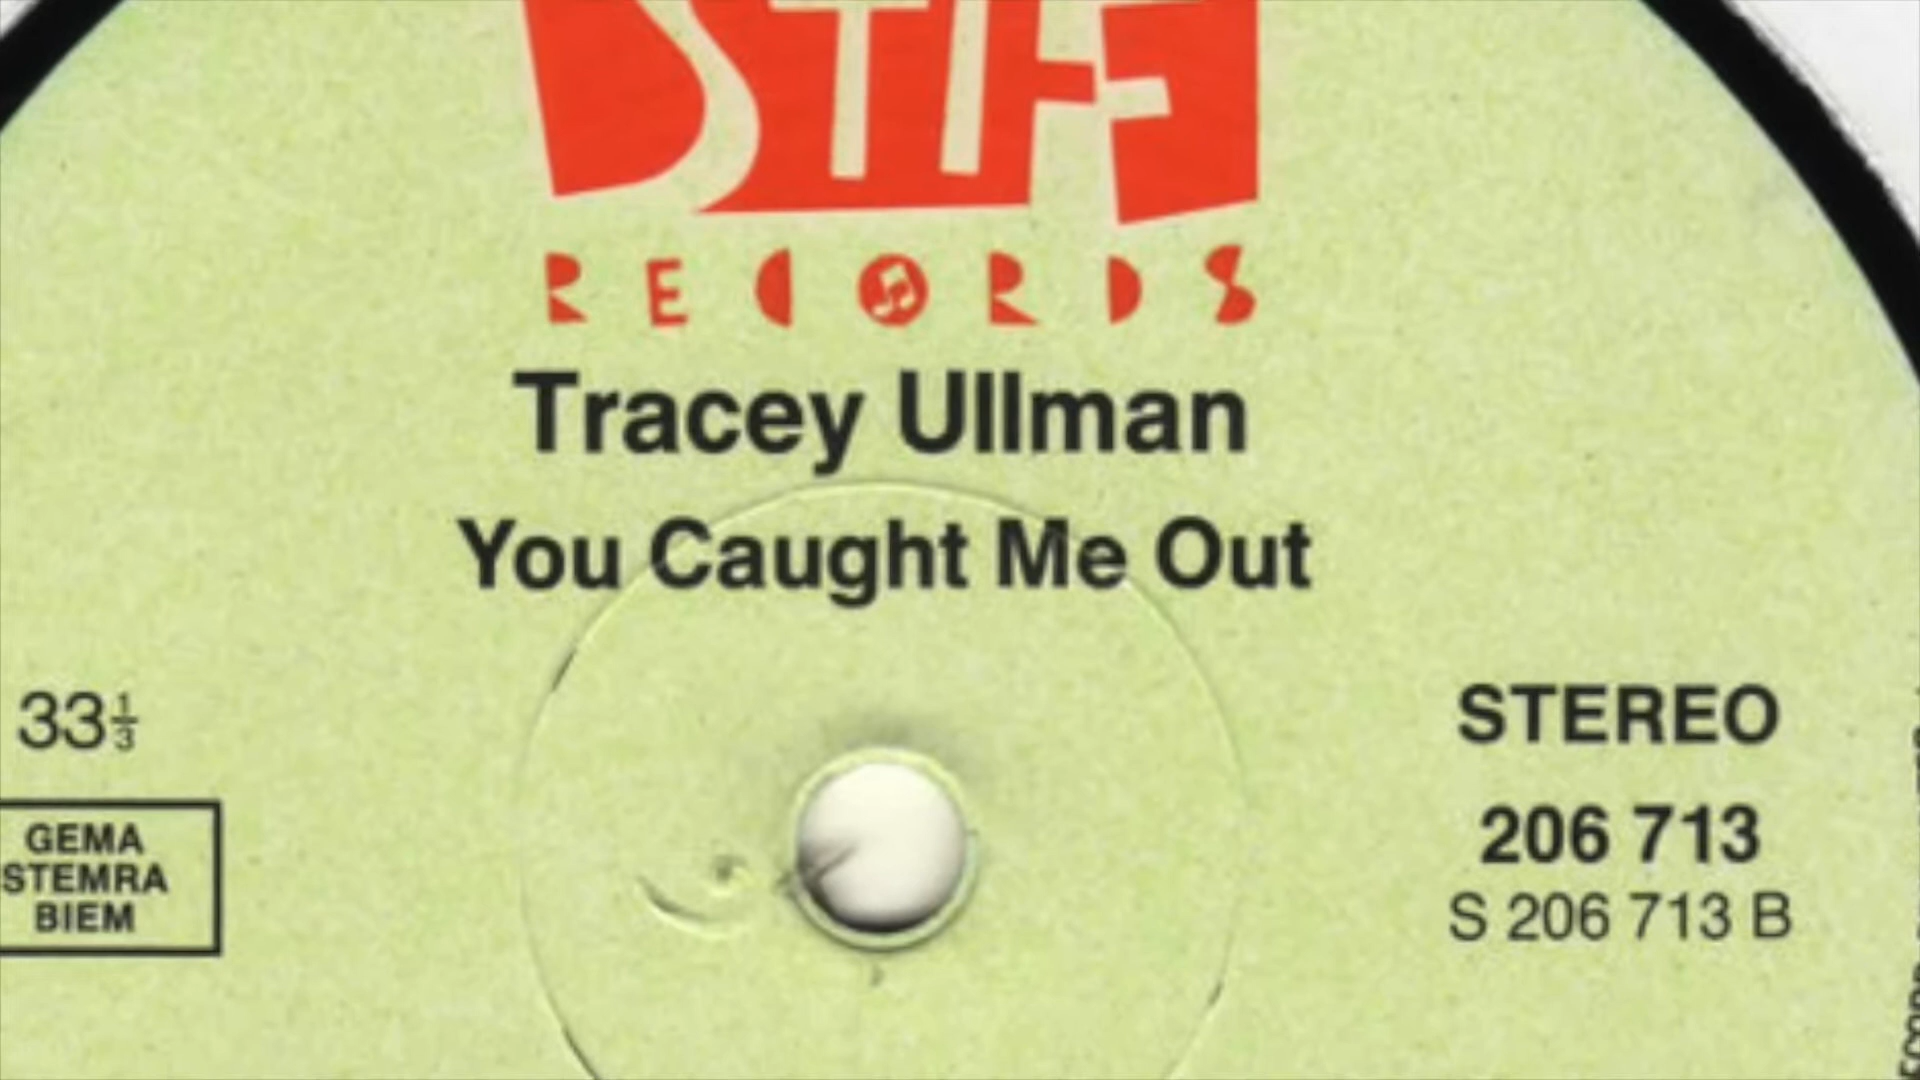 STIFF
RECORDS
Tracey Ullman
You Caught Me Out
33⅓
STEREO
GEMA
STEMRA
BIEM
206 713
S 206 713 B